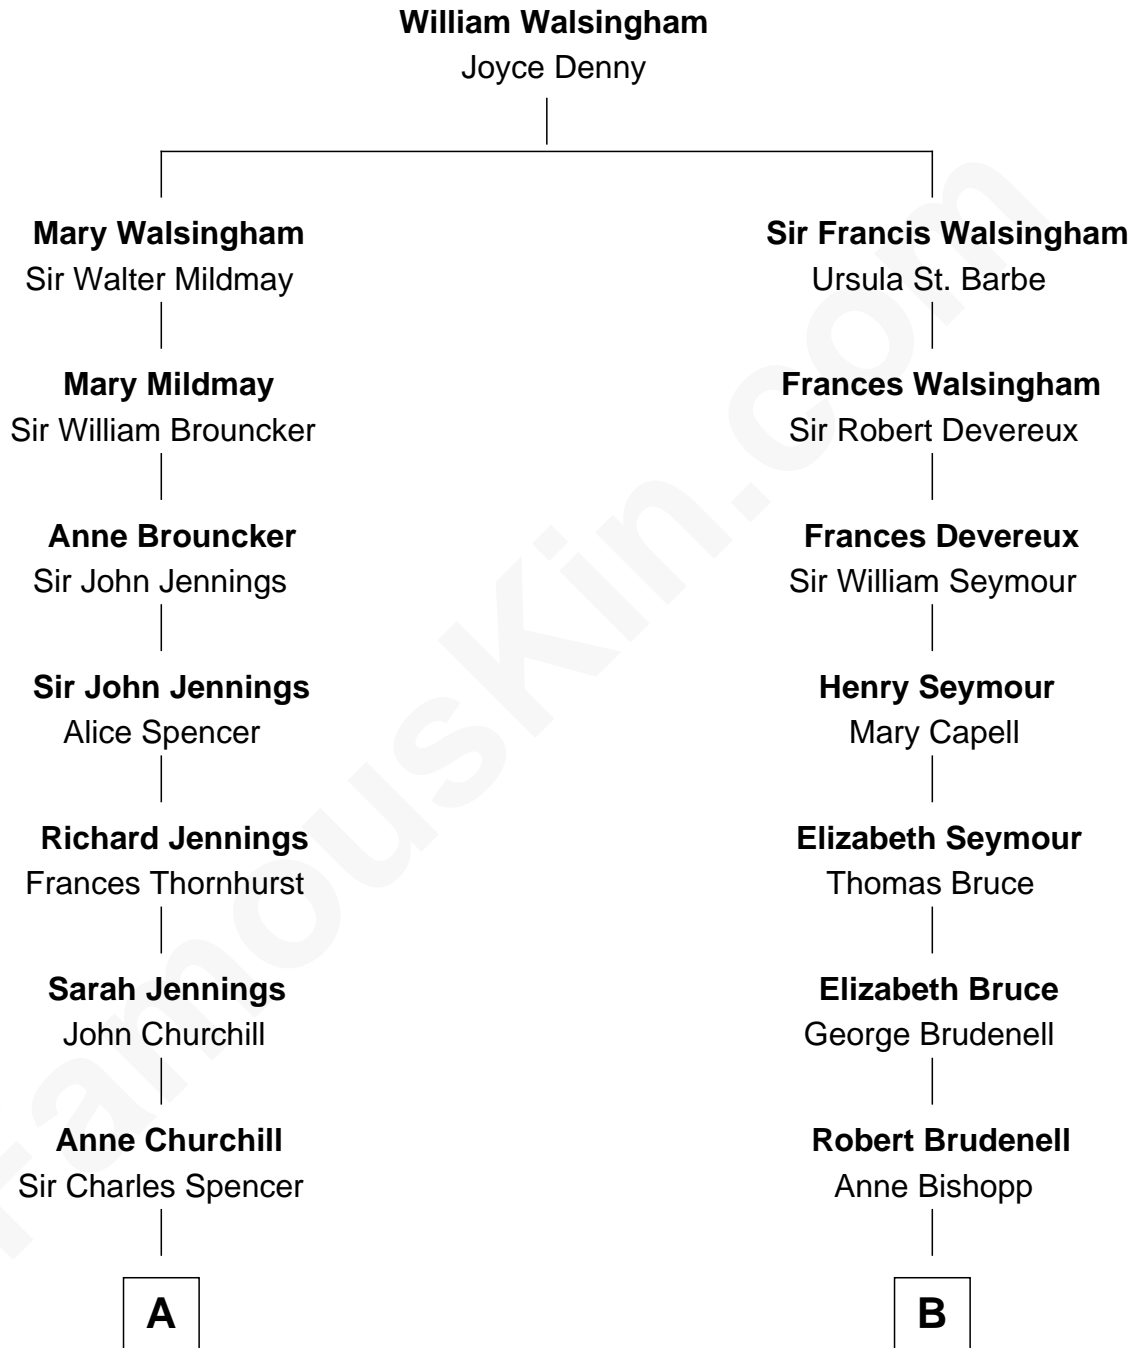 William Walsingham
Joyce Denny
Mary Walsingham
Sir Walter Mildmay
Sir Francis Walsingham
Ursula St. Barbe
Mary Mildmay
Sir William Brouncker
Frances Walsingham
Sir Robert Devereux
Anne Brouncker
Sir John Jennings
Frances Devereux
Sir William Seymour
Sir John Jennings
Alice Spencer
Henry Seymour
Mary Capell
Richard Jennings
Frances Thornhurst
Elizabeth Seymour
Thomas Bruce
Sarah Jennings
John Churchill
Elizabeth Bruce
George Brudenell
Anne Churchill
Sir Charles Spencer
Robert Brudenell
Anne Bishopp
A
B
FamousKin.com